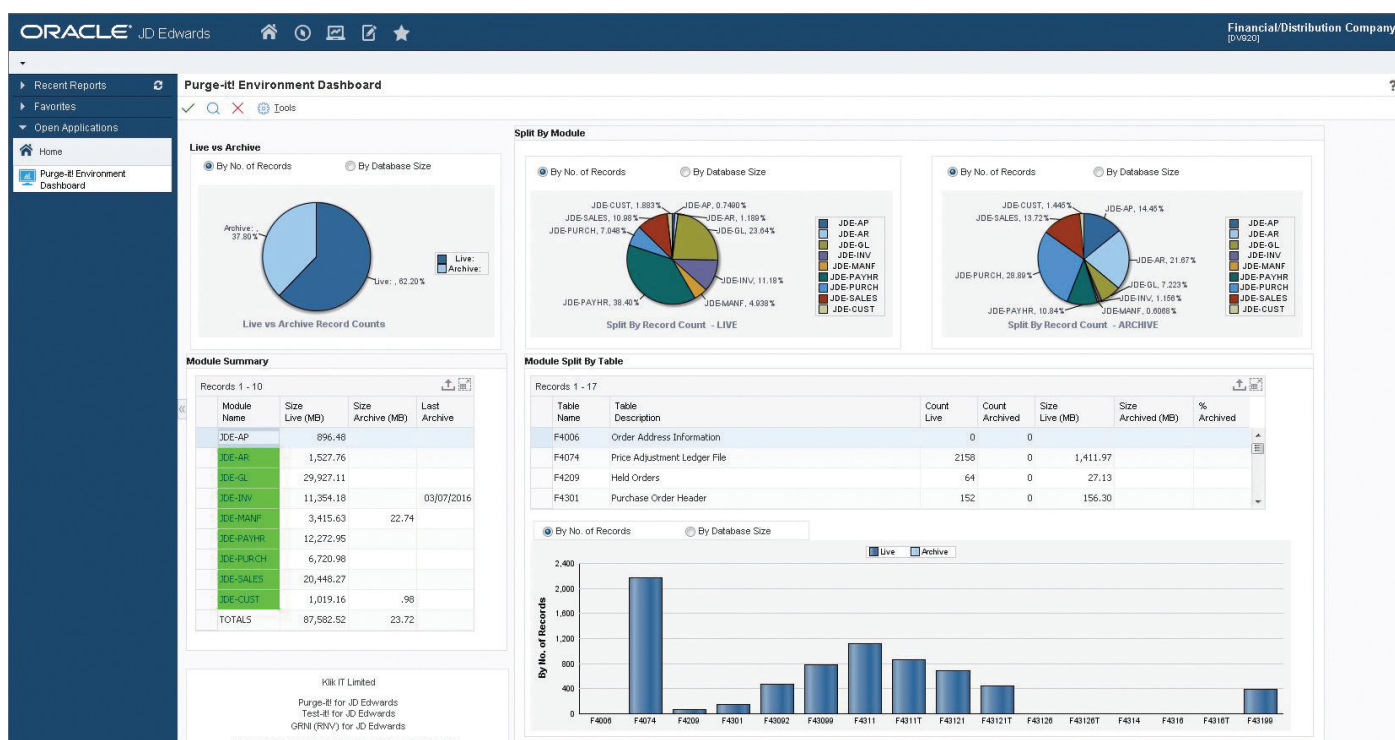 ORACLE JD Edwards
Financial/Distribution Company
[DV920]
Recent Reports
Favorites
Open Applications
Home
Purge-it! Environment
Dashboard
Purge-it! Environment Dashboard
?
Tools
Live vs Archive
By No. of Records By Database Size
Archive: ,
37.80%
Live: , 62.20%
Live:
Archive:
Live vs Archive Record Counts
Split By Module
By No. of Records By Database Size
JDE-CUST, 1.883%
JDE-AP, 0.7490%
JDE-SALES, 10.98%
JDE-AR, 1.189%
JDE-PURCH, 7.048%
JDE-GL, 23.64%
JDE-INV, 11.18%
JDE-PAYHR, 38.40%
JDE-MANF, 4.938%
JDE-AP
JDE-AR
JDE-GL
JDE-INV
JDE-MANF
JDE-PAYHR
JDE-PURCH
JDE-SALES
JDE-CUST
Split By Record Count - LIVE
By No. of Records By Database Size
JDE-CUST, 1.445%
JDE-AP, 14.45%
JDE-SALES, 13.72%
JDE-AR, 21.67%
JDE-PURCH, 28.89%
JDE-GL, 7.223%
JDE-INV, 1.156%
JDE-PAYHR, 10.84%
JDE-MANF, 0.6068%
JDE-AP
JDE-AR
JDE-GL
JDE-INV
JDE-MANF
JDE-PAYHR
JDE-PURCH
JDE-SALES
JDE-CUST
Split By Record Count - ARCHIVE
Module Summary
Records 1 - 10
Module Size Size Last
Name Live (MB) Archive (MB) Archive
JDE-AP 896.48
JDE-AR 1,527.76
JDE-GL 29,927.11
JDE-INV 11,354.18 03/07/2016
JDE-MANF 3,415.63 22.74
JDE-PAYHR 12,272.95
JDE-PURCH 6,720.98
JDE-SALES 20,448.27
JDE-CUST 1,019.16 .98
TOTALS 87,582.52 23.72
Klik IT Limited
Purge-it! for JD Edwards
Test-it! for JD Edwards
GRNI (RNV) for JD Edwards
Module Split By Table
Records 1 - 17
Table Table Count Count Size Size %
Name Description Live Archived Live (MB) Archived (MB) Archived
F4006 Order Address Information 0 0
F4074 Price Adjustment Ledger File 2158 0 1,411.97
F4209 Held Orders 64 0 27.13
F4301 Purchase Order Header 152 0 156.30
By No. of Records By Database Size
Live Archive
By No. of Records
2,400
2,000
1,600
1,200
800
400
0
F4006 F4074 F4209 F4301 F43092 F43099 F4311 F4311T F43121 F43121T F43126 F43126T F4314 F4316 F4316T F43199